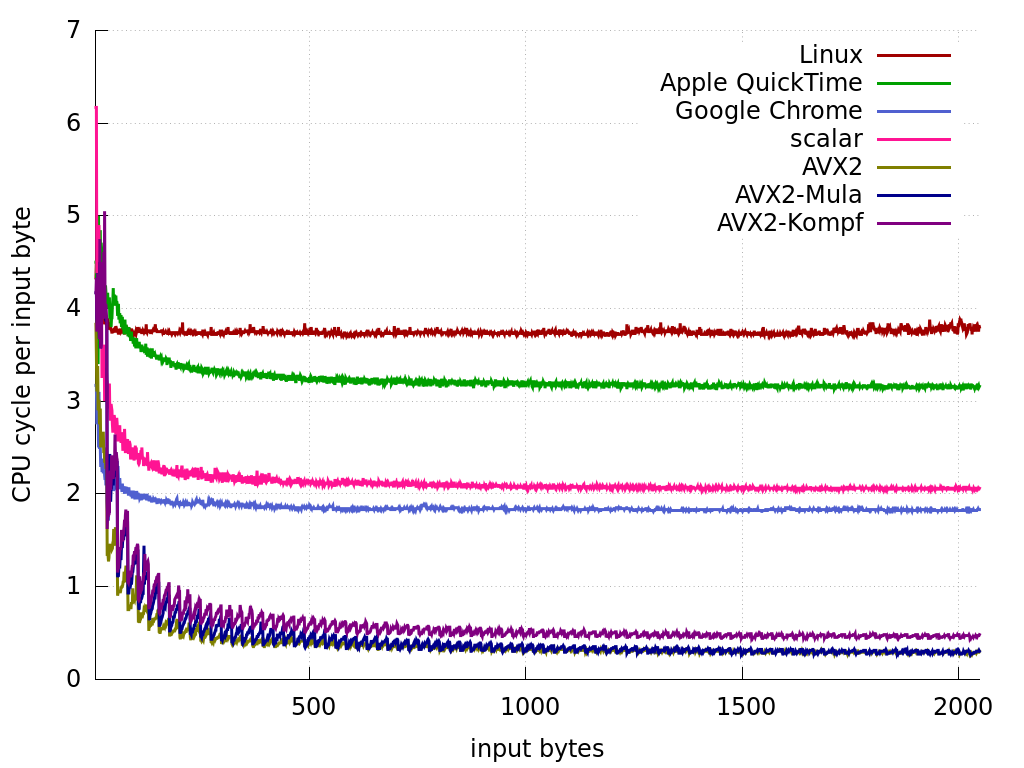 7
6
5
4
3
2
1
0
CPU cycle per input byte
Linux
Apple QuickTime
Google Chrome
scalar
AVX2
AVX2-Mula
AVX2-Kompf
500
1000
1500
2000
input bytes